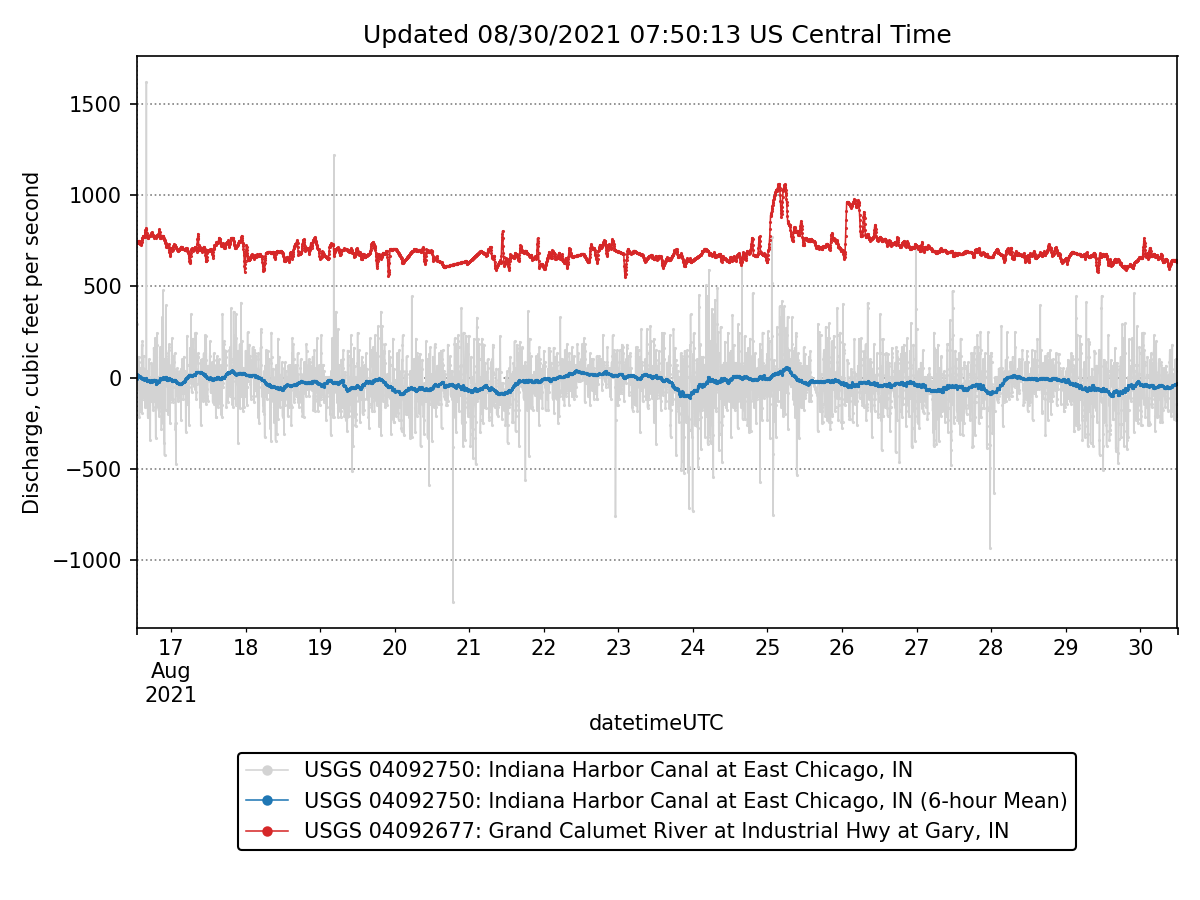 Updated 08/30/2021 07:50:13 US Central Time
Discharge, cubic feet per second
1500
1000
500
0
−500
−1000
17 18 19 20 21 22 23 24 25 26 27 28 29 30
Aug
2021
datetimeUTC
USGS 04092750: Indiana Harbor Canal at East Chicago, IN
USGS 04092750: Indiana Harbor Canal at East Chicago, IN (6-hour Mean)
USGS 04092677: Grand Calumet River at Industrial Hwy at Gary, IN